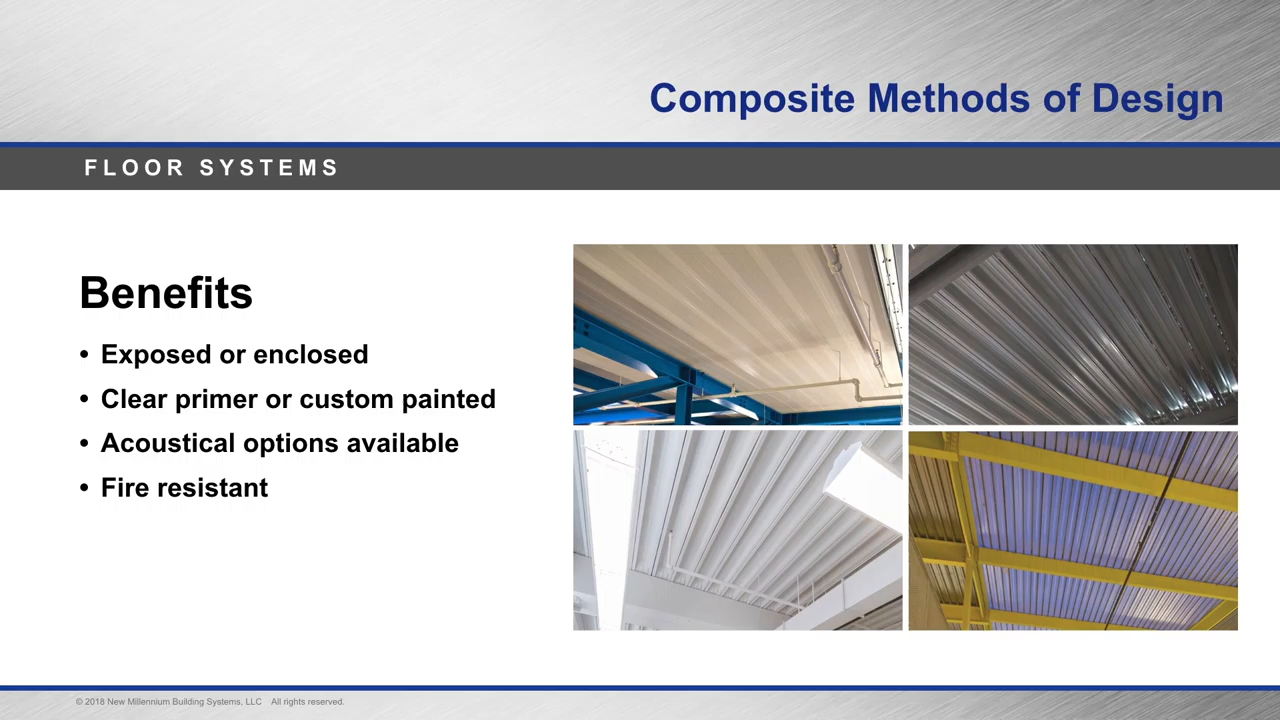 Composite Methods of Design
FLOOR SYSTEMS
Benefits
• Exposed or enclosed
• Clear primer or custom painted
• Acoustical options available
• Fire resistant
© 2018 New Millennium Building Systems, LLC All rights reserved.